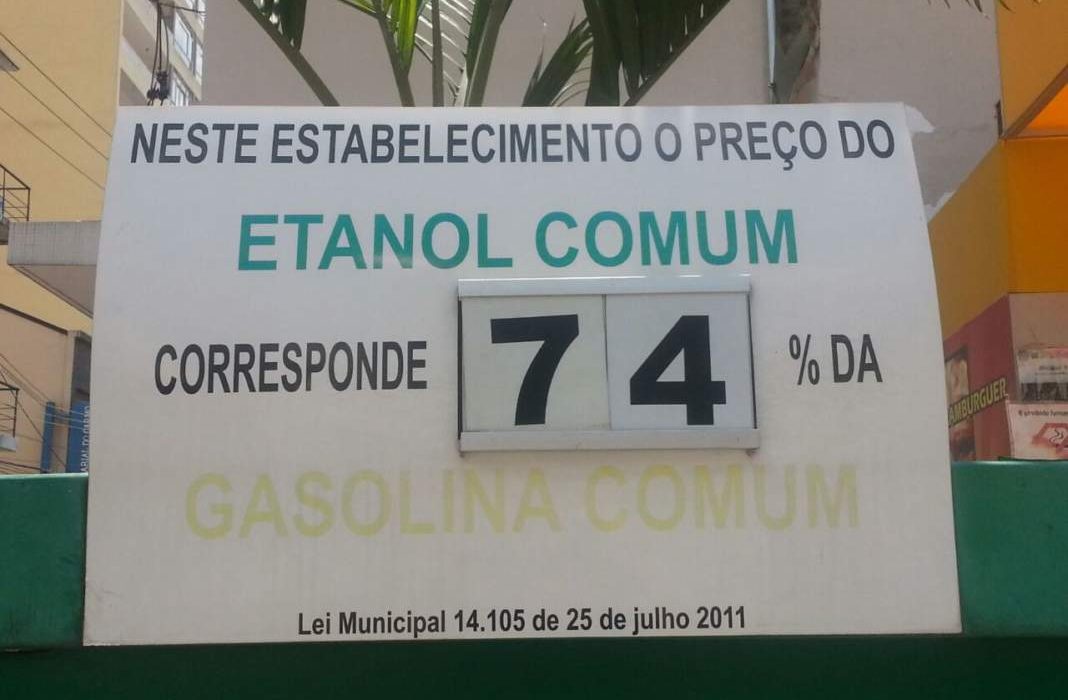 NESTE ESTABELECIMENTO O PREÇO DO
ETANOL COMUM
CORRESPONDE 74 % DA
GASOLINA COMUM
Lei Municipal 14.105 de 25 de julho 2011
AMBURGUER